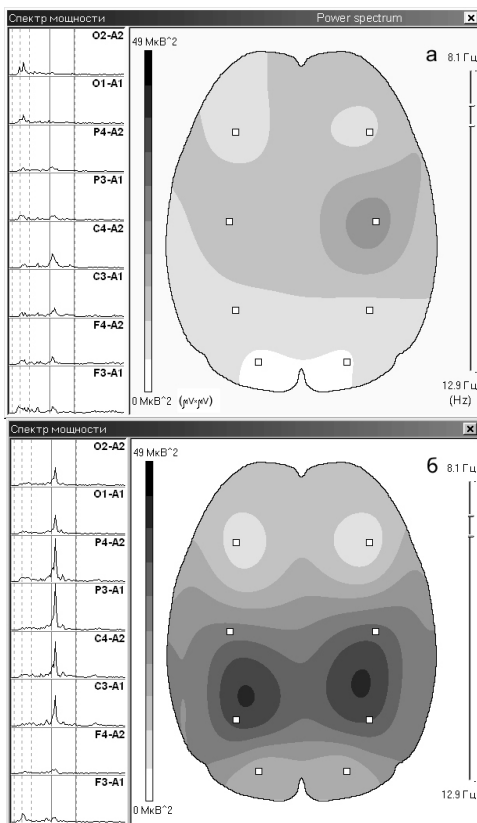 Спектр мощности Power spectrum
O2-A2
O1-A1
P4-A2
P3-A1
C4-A2
C3-A1
F4-A2
F3-A1
49 МкВ^2
0 МкВ^2 (μV×μV)
а
8.1 Гц
12.9 Гц
(Hz)
Спектр мощности
O2-A2
O1-A1
P4-A2
P3-A1
C4-A2
C3-A1
F4-A2
F3-A1
49 МкВ^2
0 МкВ^2
б
8.1 Гц
12.9 Гц